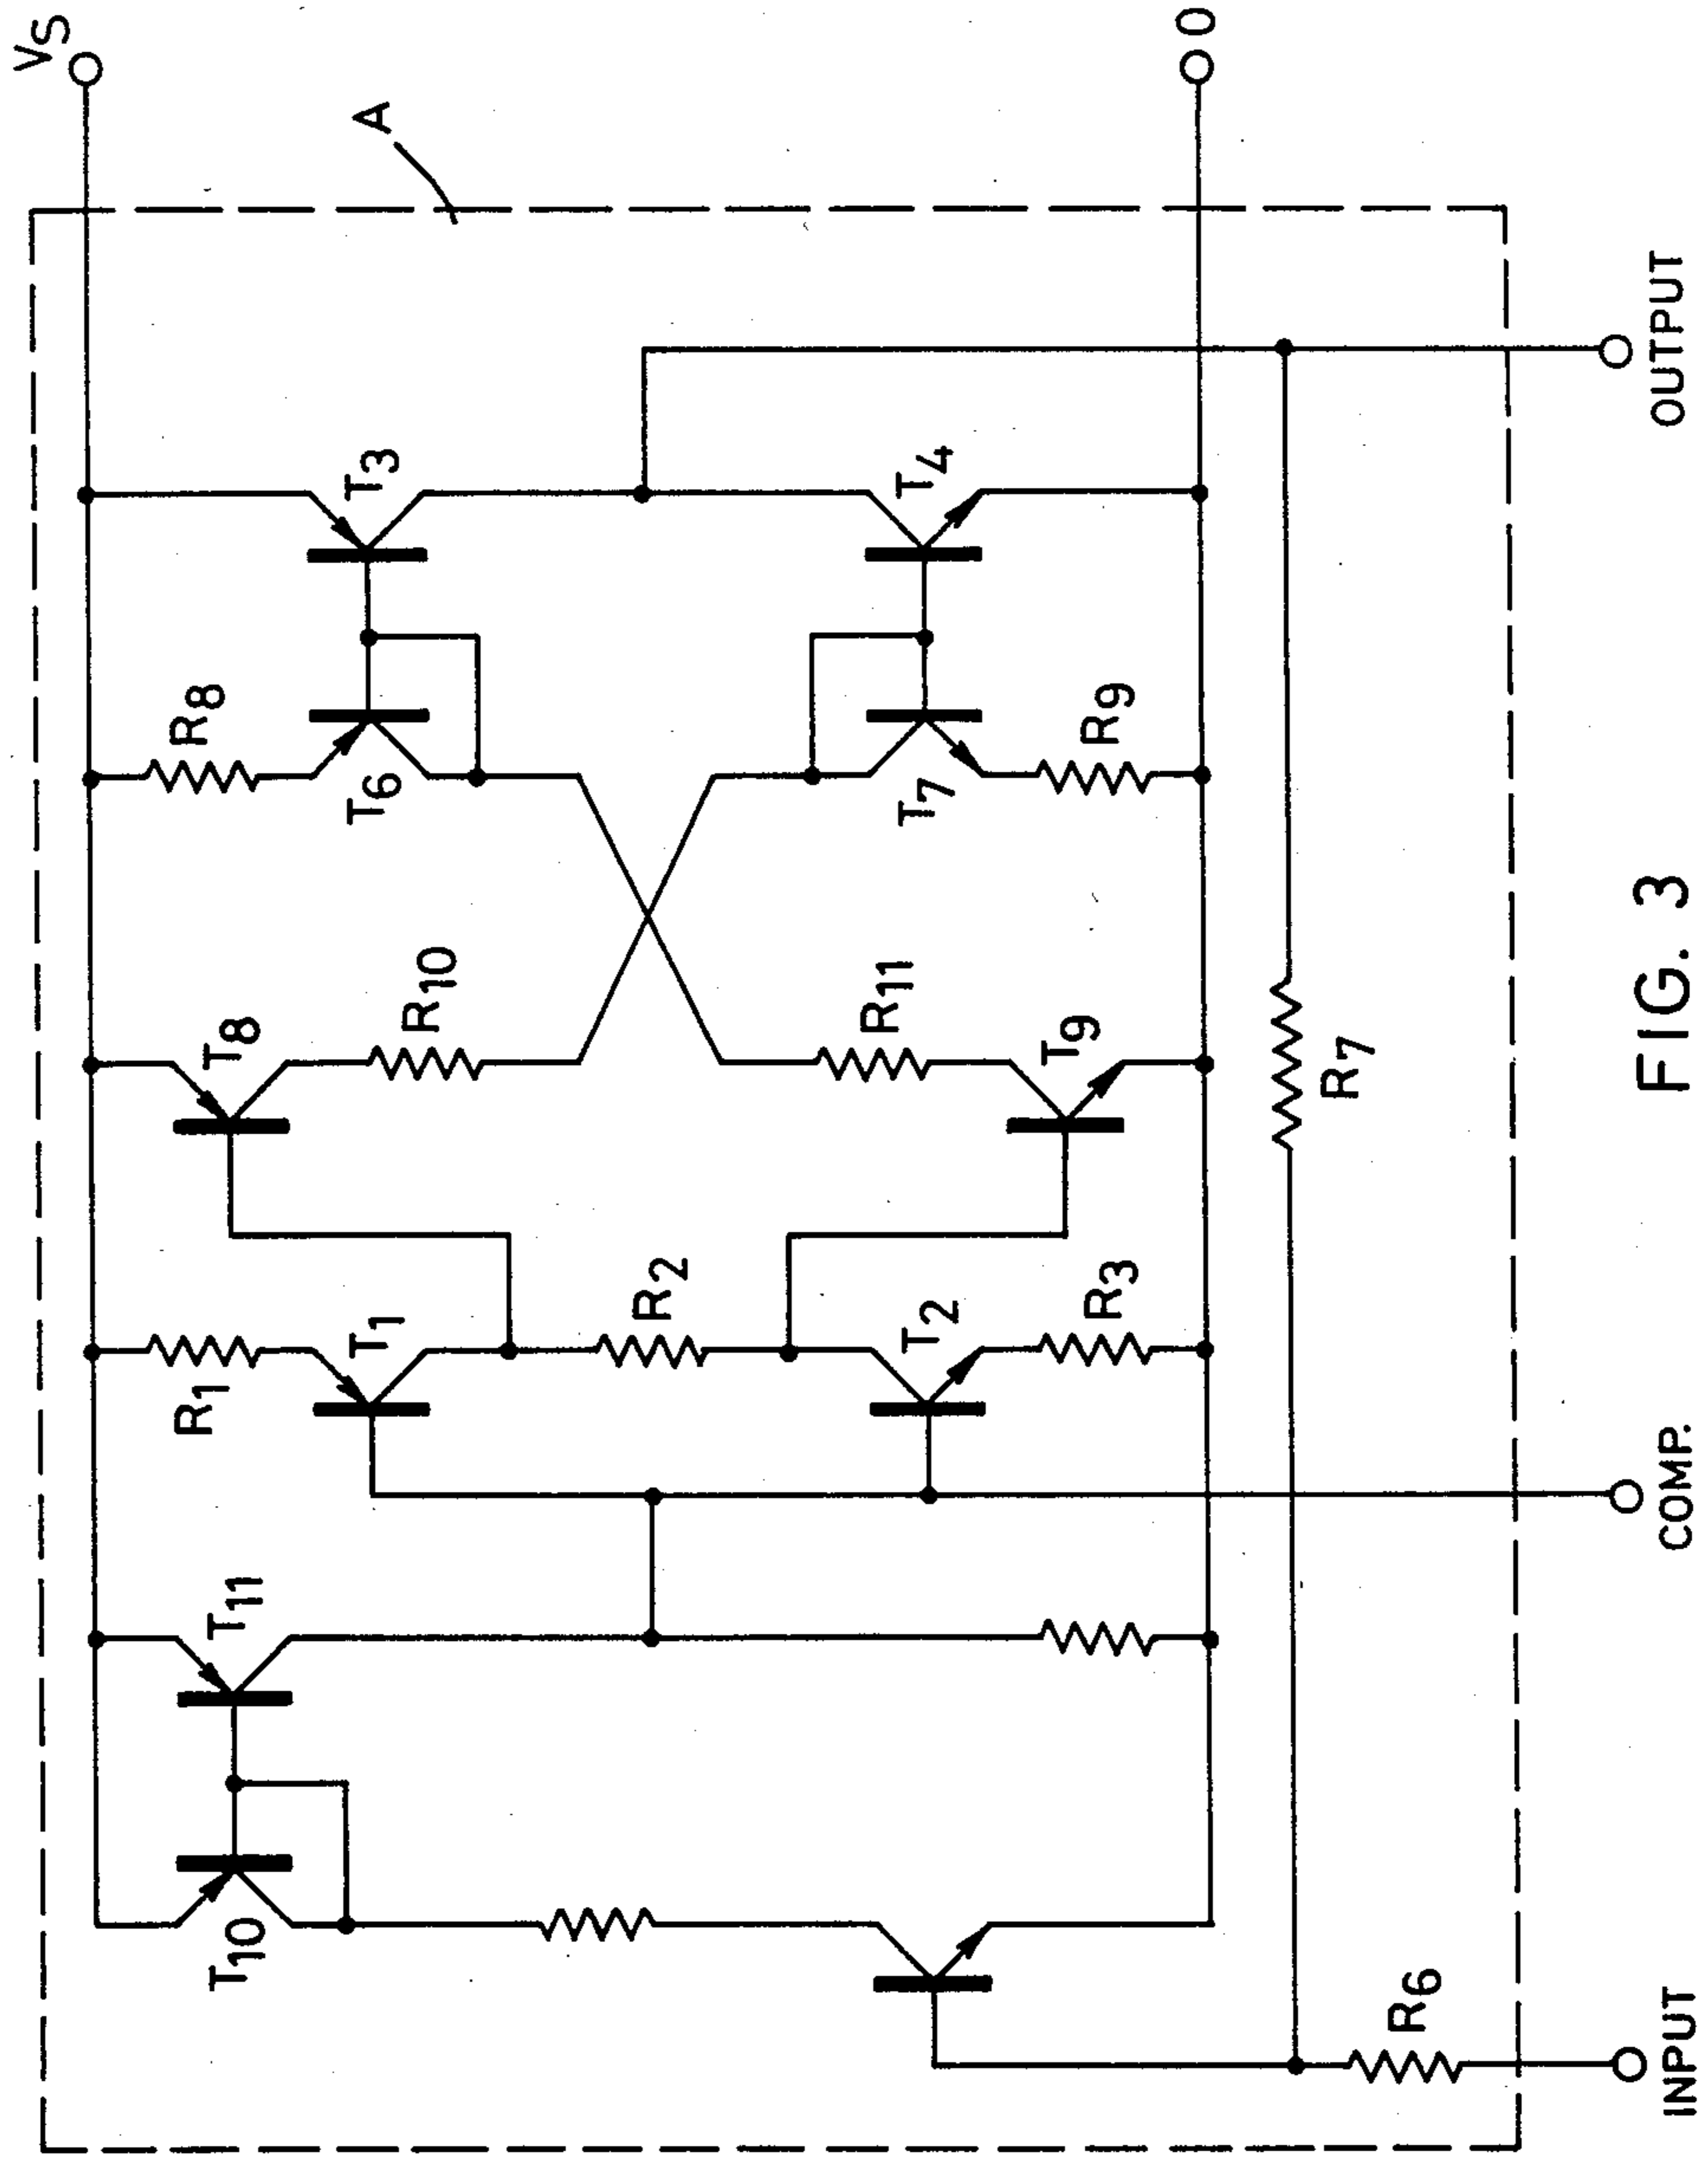 VS
A
O
R8
T3
T6
T4
T7
R9
T8
R10
R11
T9
R1
T1
R2
T2
R3
T11
T10
R7
R6
INPUT
COMP.
OUTPUT
FIG. 3